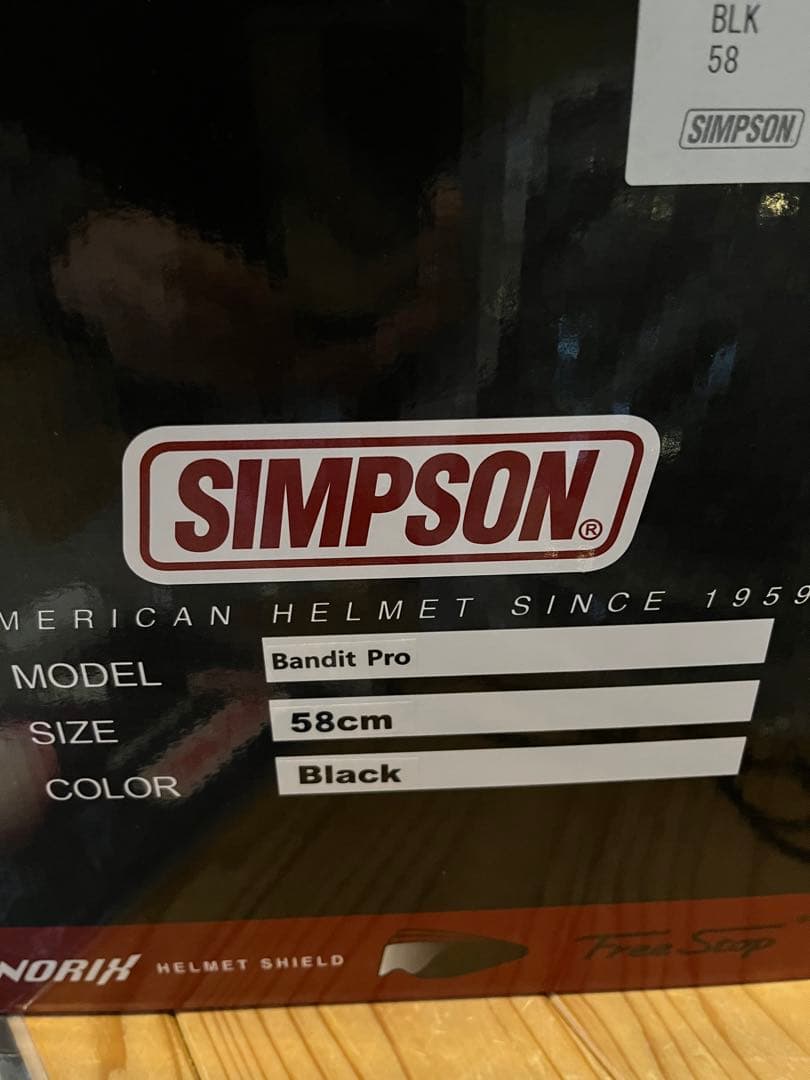 BLK
58
SIMPSON
SIMPSON®
MERICAN HELMET SINCE 1959
MODEL Bandit Pro
SIZE 58cm
COLOR Black
NORIX HELMET SHIELD Free Stop